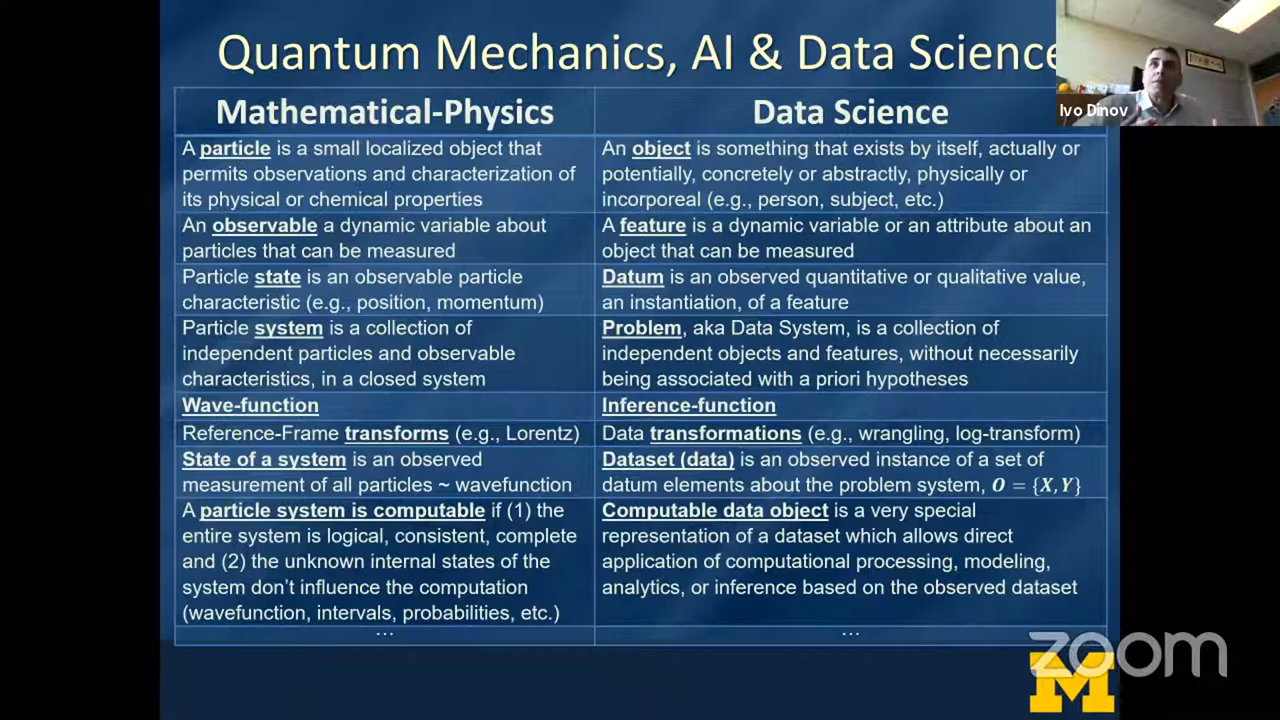 Quantum Mechanics, AI & Data Science
Ivo Dinov
Mathematical-Physics
Data Science
A particle is a small localized object that
permits observations and characterization of
its physical or chemical properties
An object is something that exists by itself, actually or
potentially, concretely or abstractly, physically or
incorporeal (e.g., person, subject, etc.)
An observable a dynamic variable about
particles that can be measured
A feature is a dynamic variable or an attribute about an
object that can be measured
Particle state is an observable particle
characteristic (e.g., position, momentum)
Datum is an observed quantitative or qualitative value,
an instantiation, of a feature
Particle system is a collection of
independent particles and observable
characteristics, in a closed system
Problem, aka Data System, is a collection of
independent objects and features, without necessarily
being associated with a priori hypotheses
Wave-function
Inference-function
Reference-Frame transforms (e.g., Lorentz)
Data transformations (e.g., wrangling, log-transform)
State of a system is an observed
measurement of all particles ~ wavefunction
Dataset (data) is an observed instance of a set of
datum elements about the problem system, O = {X, Y}
A particle system is computable if (1) the
entire system is logical, consistent, complete
and (2) the unknown internal states of the
system don't influence the computation
(wavefunction, intervals, probabilities, etc.)
Computable data object is a very special
representation of a dataset which allows direct
application of computational processing, modeling,
analytics, or inference based on the observed dataset
...
...
zoom
M